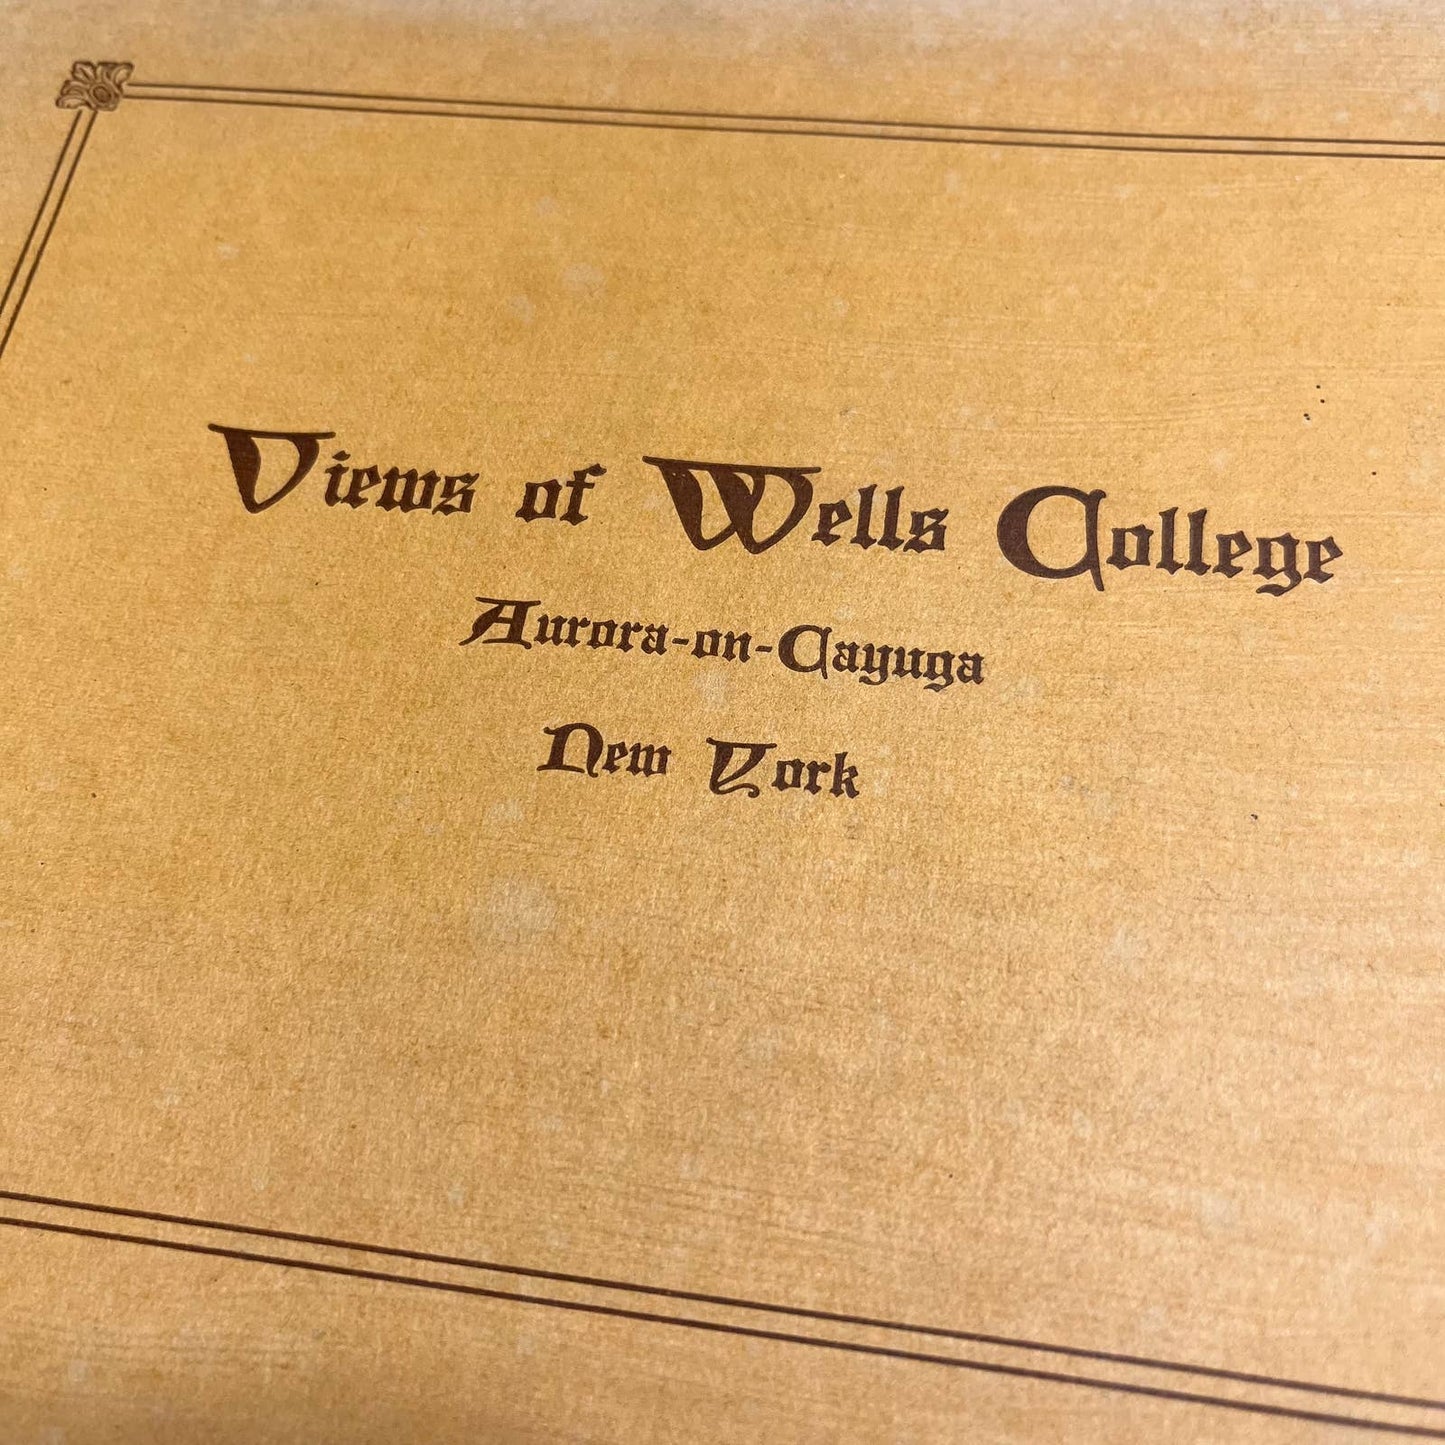 Views of Wells College
Aurora-on-Cayuga
New York